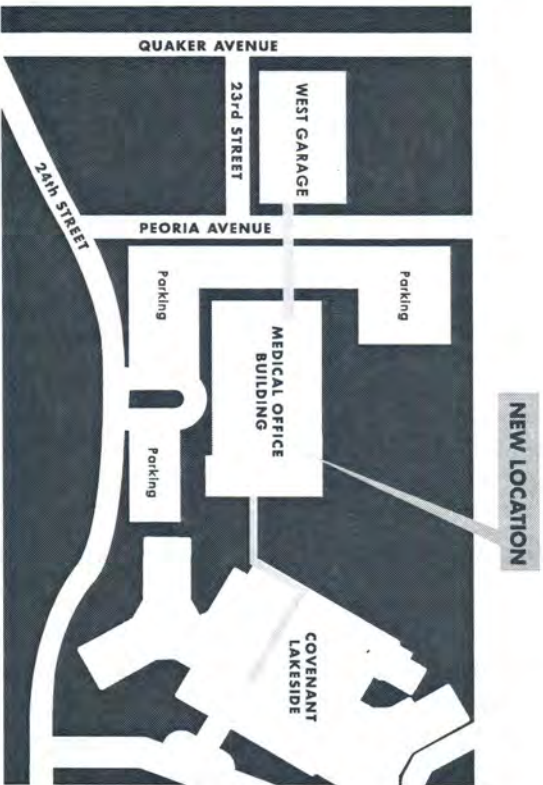 QUAKER AVENUE
23rd STREET
WEST GARAGE
24th STREET
PEORIA AVENUE
Parking
Parking
MEDICAL OFFICE
BUILDING
NEW LOCATION
Parking
COVENANT
LAKESIDE